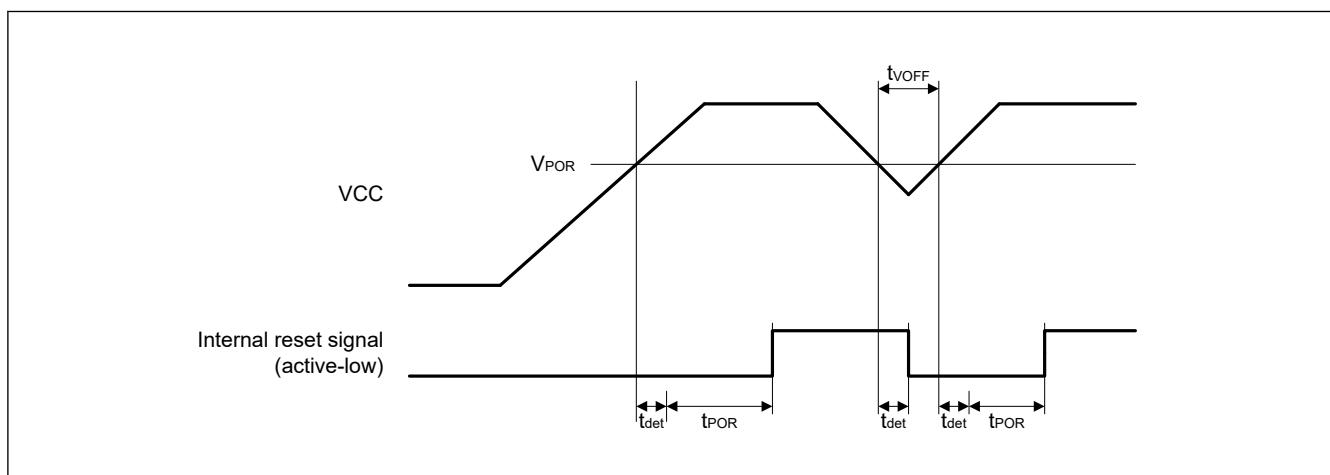 tVOFF
VPOR
VCC
Internal reset signal
(active-low)
tdet
tPOR
tdet
tdet
tPOR